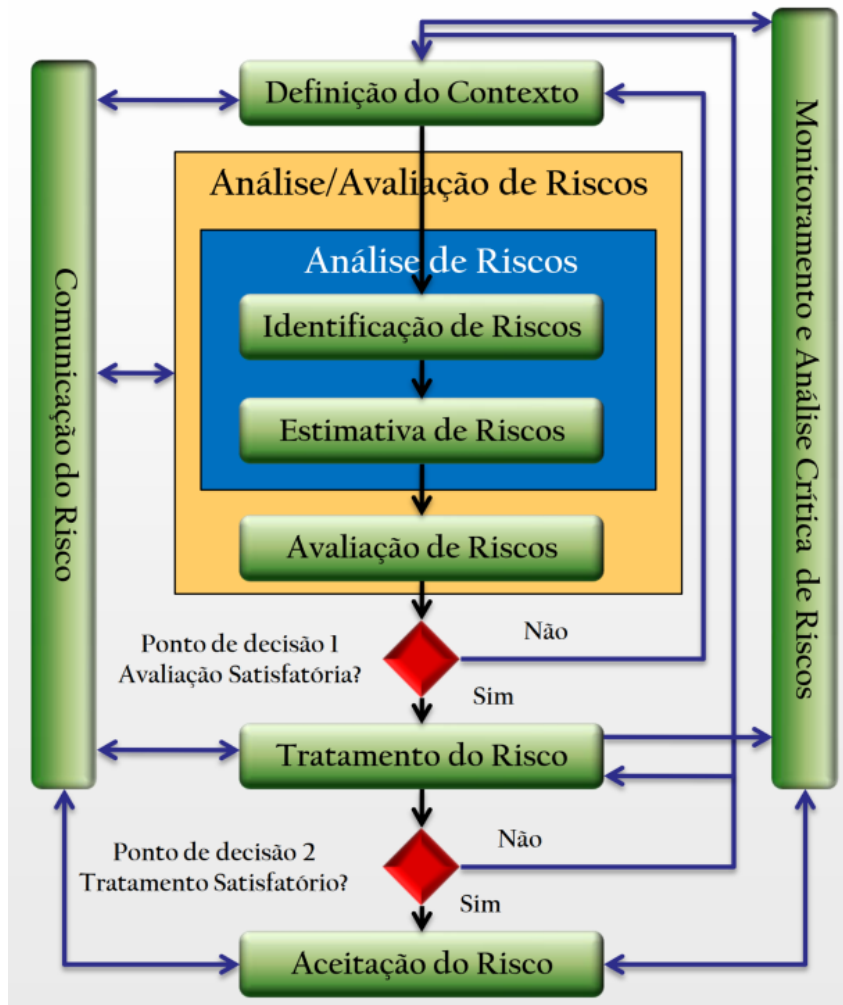 Definição do Contexto
Análise/Avaliação de Riscos
Análise de Riscos
Identificação de Riscos
Estimativa de Riscos
Avaliação de Riscos
Ponto de decisão 1
Avaliação Satisfatória?
Não
Sim
Tratamento do Risco
Ponto de decisão 2
Tratamento Satisfatório?
Não
Sim
Aceitação do Risco
Comunicação do Risco
Monitoramento e Análise Crítica de Riscos